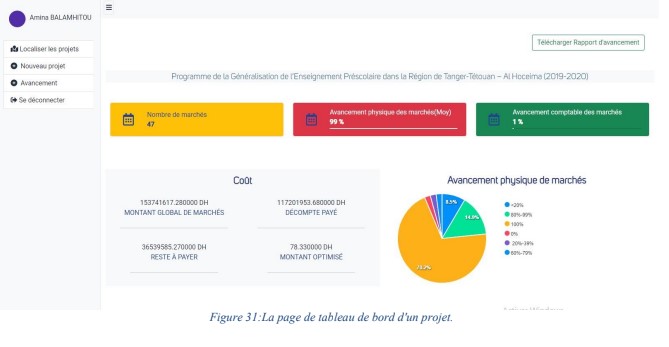 Amina BALAMHITOU
Localiser les projets
Nouveau projet
Avancement
Se déconnecter
Télécharger Rapport d'avancement
Programme de la Généralisation de l'Enseignement Préscolaire dans la Région de Tanger-Tétouan – Al Hoceima (2019-2020)
Nombre de marchés
47
Avancement physique des marchés(Moy)
99 %
Avancement comptable des marchés
1 %
Coût
153741617.280000 DH
MONTANT GLOBAL DE MARCHÉS
117201953.680000 DH
DÉCOMPTE PAYÉ
36539585.270000 DH
RESTE À PAYER
78.330000 DH
MONTANT OPTIMISÉ
Avancement physique de marchés
8.5%
14.9%
<20%
80%-99%
100%
0%
20%-39%
60%-79%
Figure 31:La page de tableau de bord d'un projet.